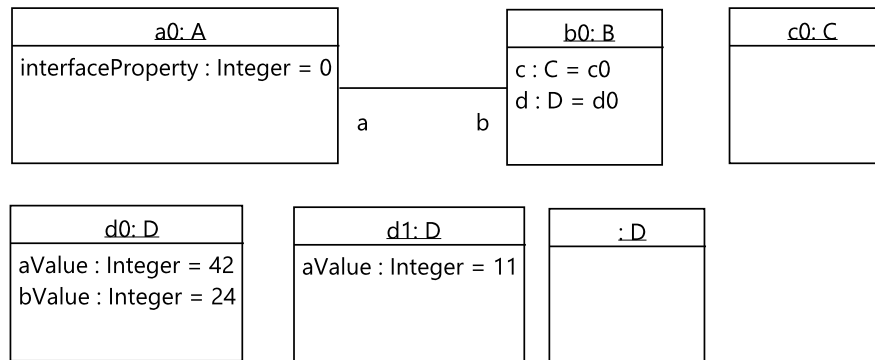 a0: A
interfaceProperty : Integer = 0
a
b
b0: B
c : C = c0
d : D = d0
c0: C
d0: D
aValue : Integer = 42
bValue : Integer = 24
d1: D
aValue : Integer = 11
: D